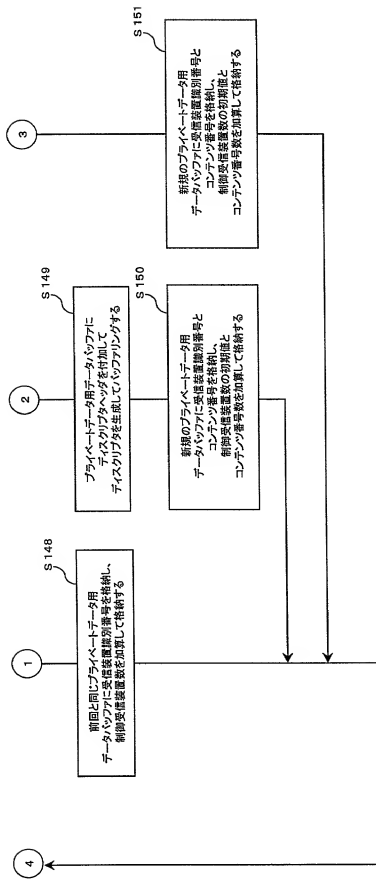 4
1
S148
前回と同じプライベートデータ用
データバッファに受信装置識別番号を格納し、
制御受信装置数を加算して格納する
2
S149
プライベートデータ用データバッファに
ディスクリプタヘッダを付加して
ディスクリプタを生成してバッファリングする
S150
新規のプライベートデータ用
データバッファに受信装置識別番号と
コンテンツ番号を格納し、
制御受信装置数の初期値と
コンテンツ番号数を加算して格納する
3
S151
新規のプライベートデータ用
データバッファに受信装置識別番号と
コンテンツ番号を格納し、
制御受信装置数の初期値と
コンテンツ番号数を加算して格納する